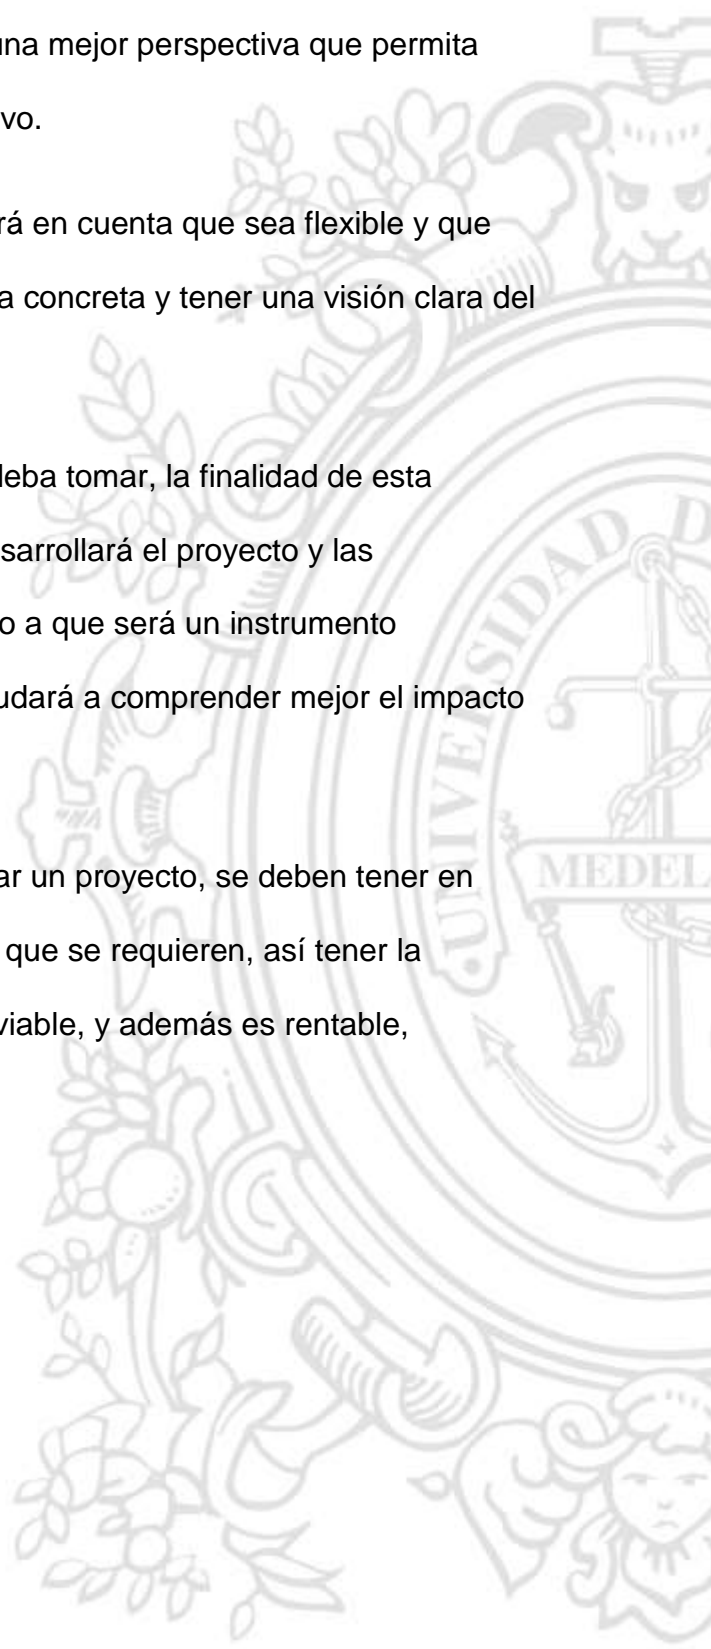 una mejor perspectiva que permita
vo.
rá en cuenta que sea flexible y que
a concreta y tener una visión clara del
deba tomar, la finalidad de esta
sarrollará el proyecto y las
o a que será un instrumento
udará a comprender mejor el impacto
ar un proyecto, se deben tener en
que se requieren, así tener la
viable, y además es rentable,
UNIVERSIDAD D
MEDEL